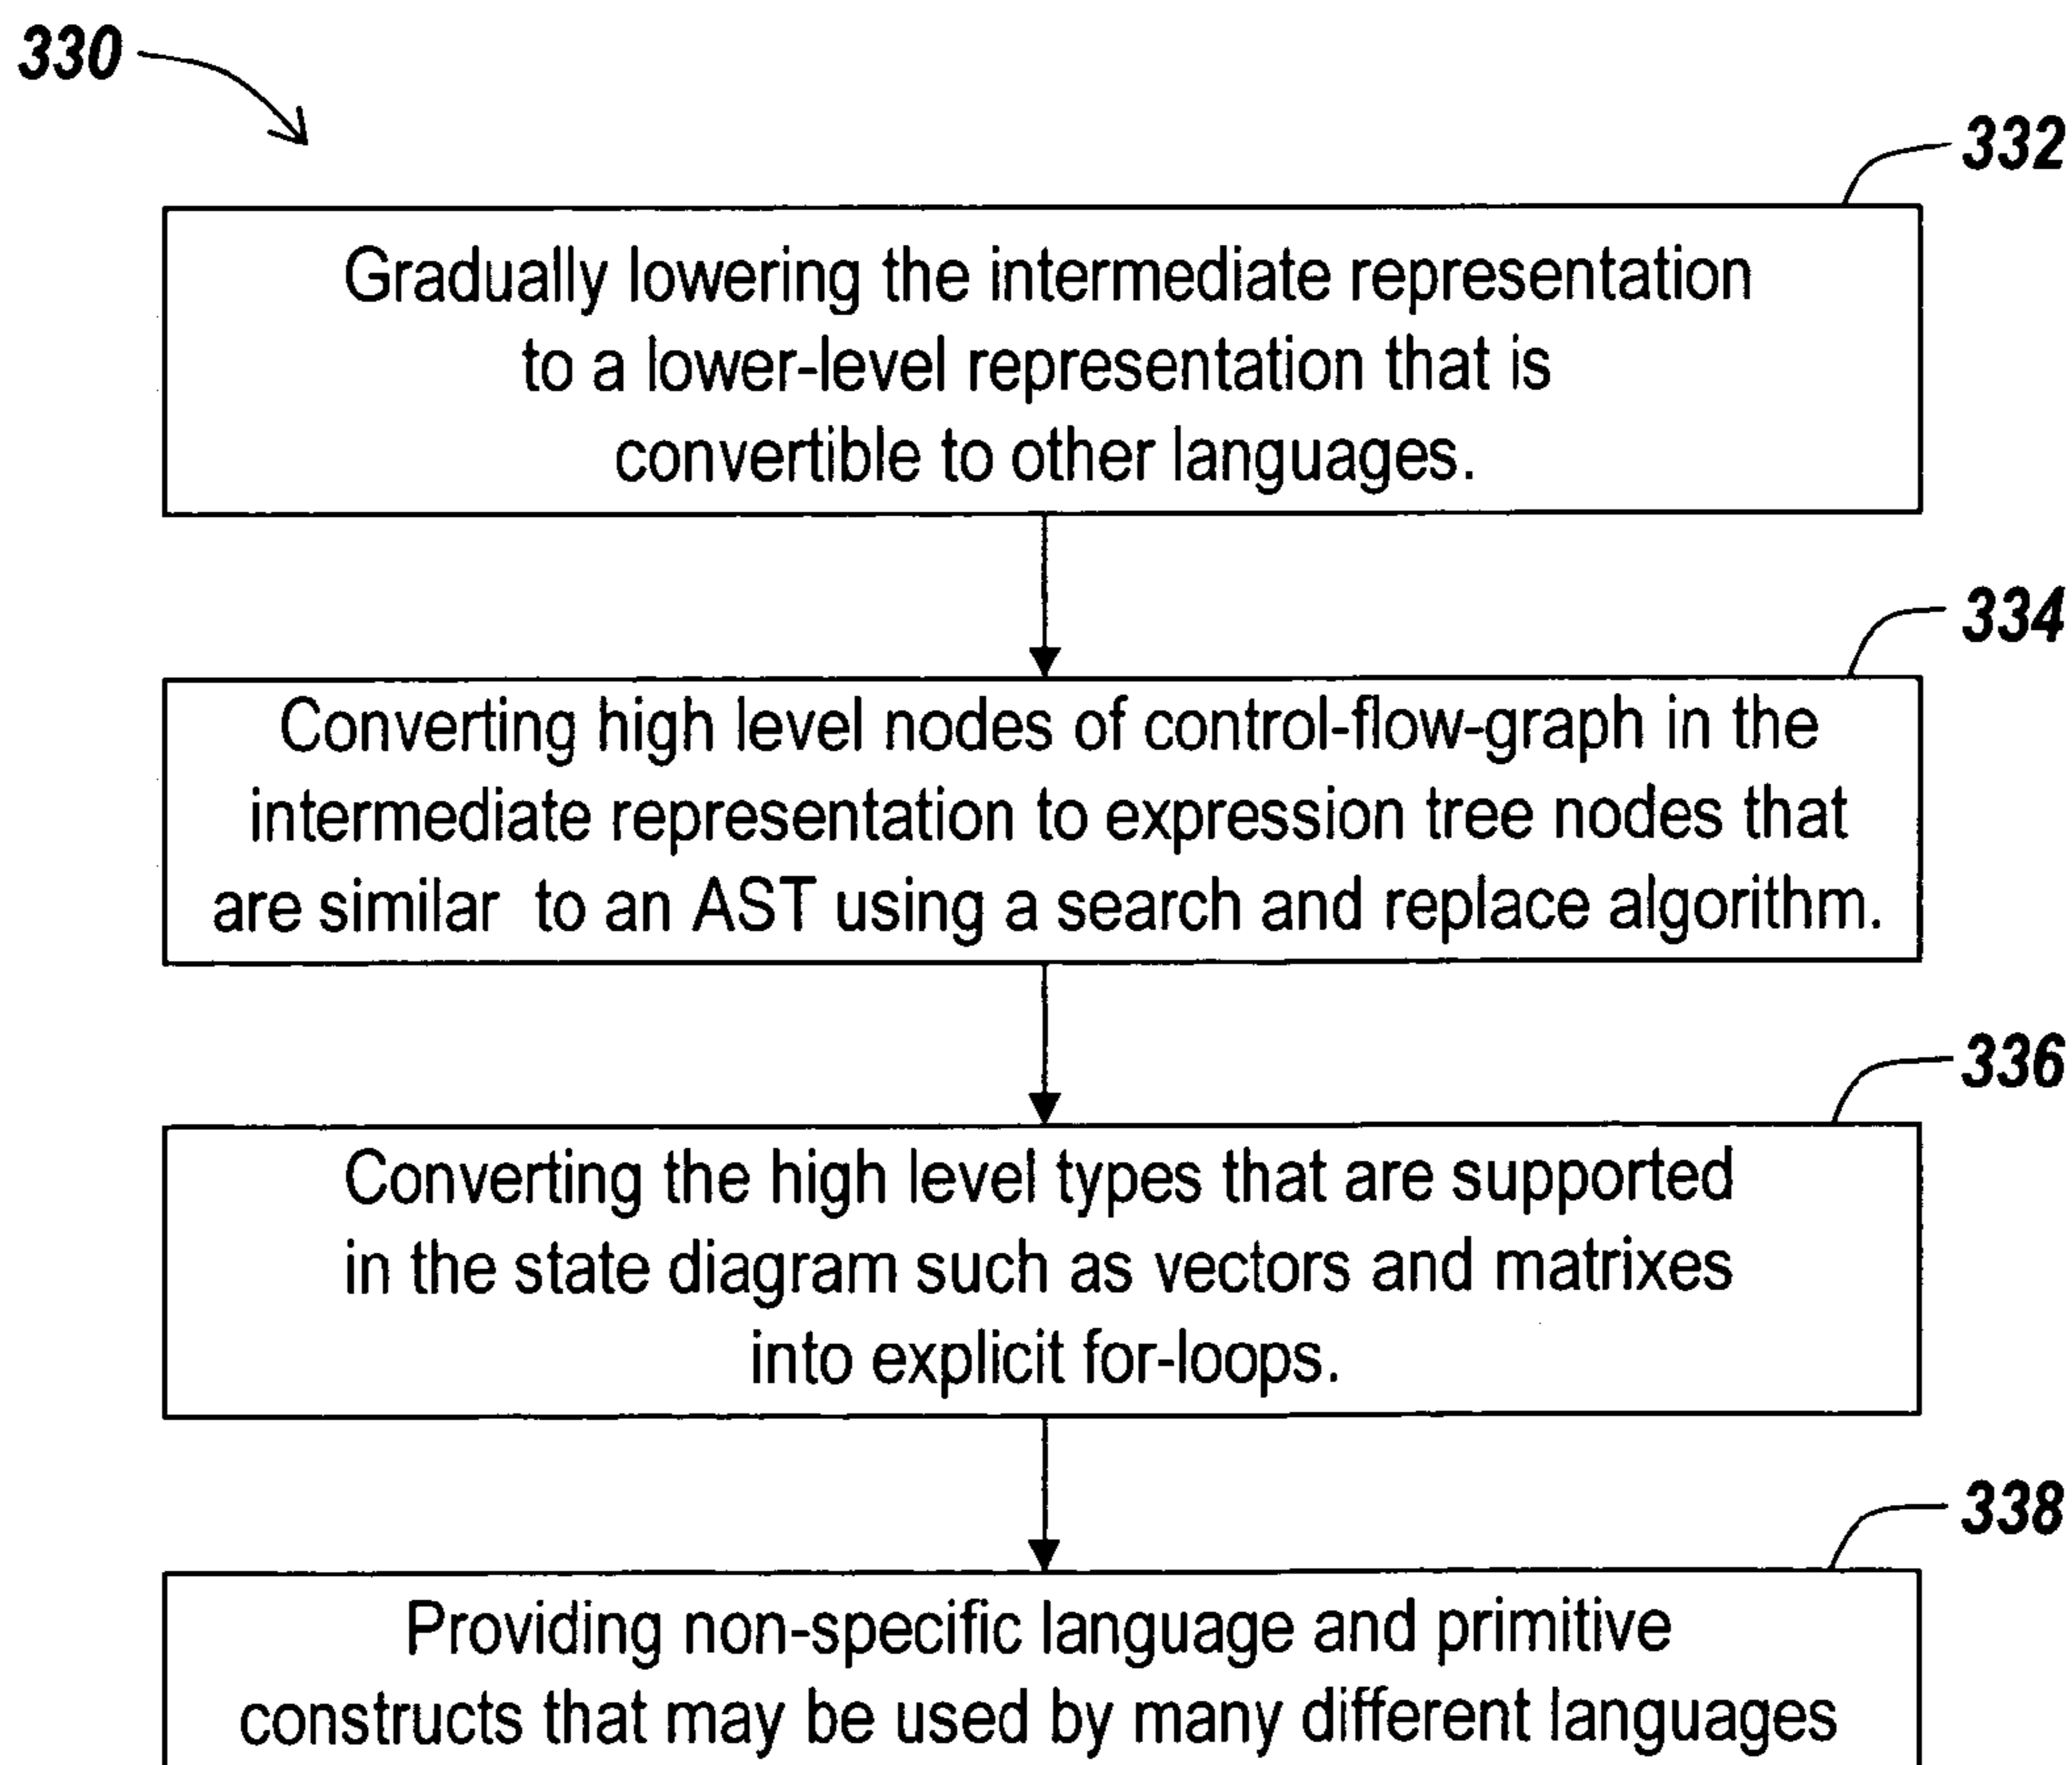 330
332
Gradually lowering the intermediate representation
to a lower-level representation that is
convertible to other languages.
334
Converting high level nodes of control-flow-graph in the
intermediate representation to expression tree nodes that
are similar to an AST using a search and replace algorithm.
336
Converting the high level types that are supported
in the state diagram such as vectors and matrixes
into explicit for-loops.
338
Providing non-specific language and primitive
constructs that may be used by many different languages